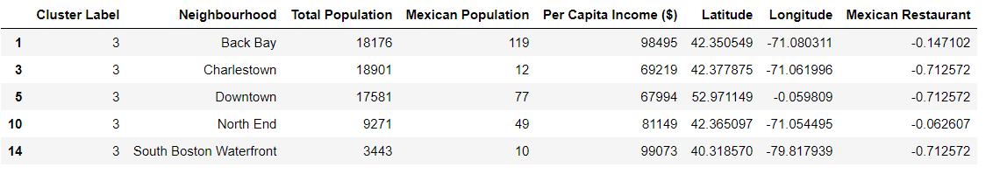 Cluster Label Neighbourhood Total Population Mexican Population Per Capita Income ($) Latitude Longitude Mexican Restaurant
1 3 Back Bay 18176 119 98495 42.350549 -71.080311 -0.147102
3 3 Charlestown 18901 12 69219 42.377875 -71.061996 -0.712572
5 3 Downtown 17581 77 67994 52.971149 -0.059809 -0.712572
10 3 North End 9271 49 81149 42.365097 -71.054495 -0.062607
14 3 South Boston Waterfront 3443 10 99073 40.318570 -79.817939 -0.712572